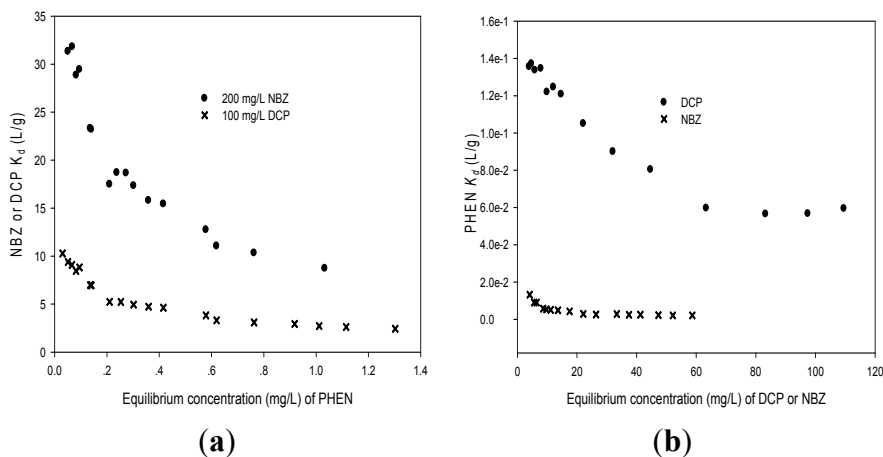 35
30
25
20
15
10
5
0
NBZ or DCP K_d (L/g)
200 mg/L NBZ
100 mg/L DCP
0.0 0.2 0.4 0.6 0.8 1.0 1.2 1.4
Equilibrium concentration (mg/L) of PHEN
(a)
1.6e-1
1.4e-1
1.2e-1
1.0e-1
8.0e-2
6.0e-2
4.0e-2
2.0e-2
0.0
PHEN K_d (L/g)
DCP
NBZ
0 20 40 60 80 100 120
Equilibrium concentration (mg/L) of DCP or NBZ
(b)